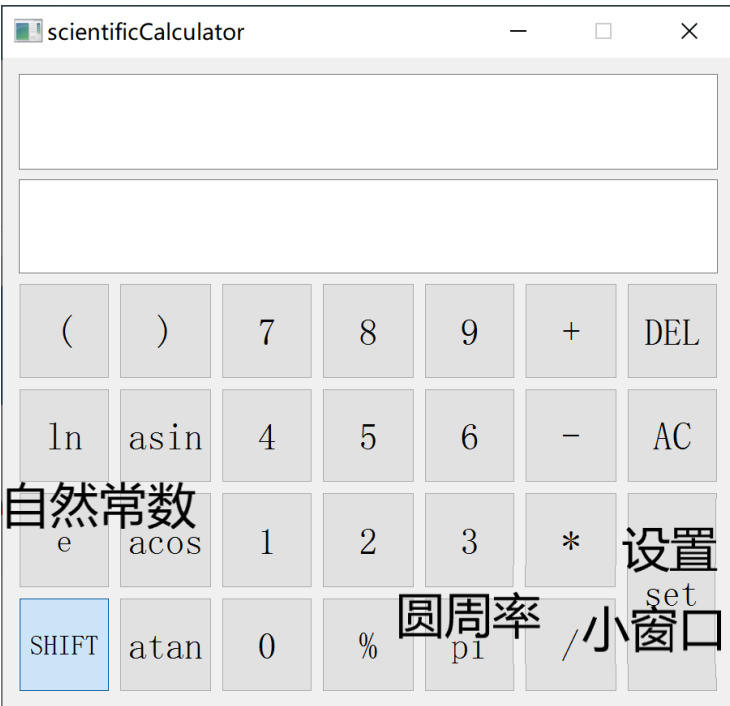 scientificCalculator
( ) 7 8 9 + DEL
ln asin 4 5 6 - AC
自然常数
e acos 1 2 3 * 设置
set
小窗口
圆周率
SHIFT atan 0 % pi /